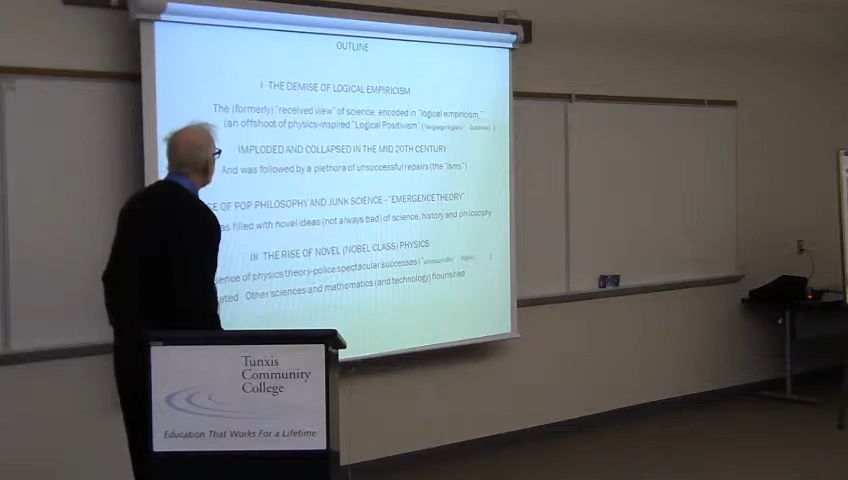 OUTLINE
I THE DEMISE OF LOGICAL EMPIRICISM
The (formerly) "received view" of science, encoded in "logical empiricism,"
(an offshoot of physics-inspired "Logical Positivism" (
IMPLODED AND COLLAPSED IN THE MID 20TH CENTURY
And was followed by a plethora of unsuccessful repairs (the "isms.")
OF POP PHILOSOPHY AND JUNK SCIENCE - "EMERGENCE THEORY"
filled with novel ideas (not always bad) of science, history and philosophy
III THE RISE OF NOVEL (NOBEL CLASS) PHYSICS
of physics theory-police spectacular successes (
Other sciences and mathematics (and technology) flourished
Tunxis
Community
College
Education That Works For a Lifetime